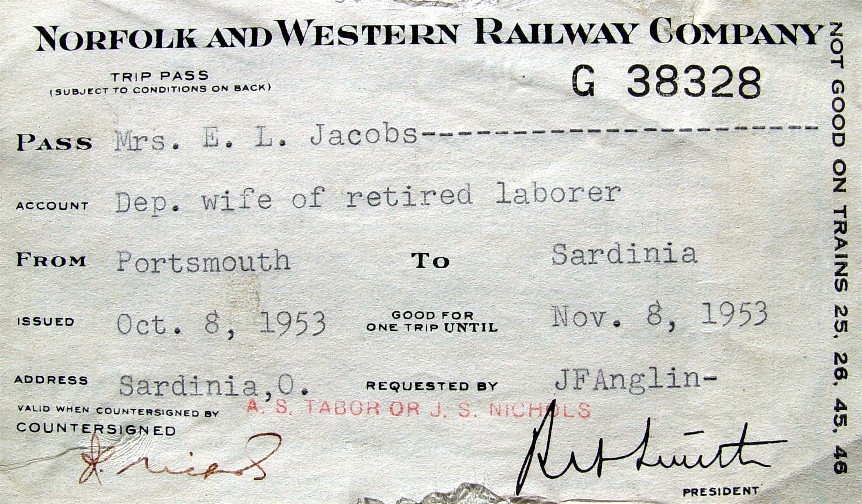 NORFOLK AND WESTERN RAILWAY COMPANY
TRIP PASS
(SUBJECT TO CONDITIONS ON BACK)
G 38328
PASS Mrs. E. L. Jacobs----------------------
ACCOUNT Dep. wife of retired laborer
FROM Portsmouth TO Sardinia
ISSUED Oct. 8, 1953 GOOD FOR ONE TRIP UNTIL Nov. 8, 1953
ADDRESS Sardinia,O. REQUESTED BY JFAnglin-
VALID WHEN COUNTERSIGNED BY A. S. TABOR OR J. S. NICHOLS
COUNTERSIGNED
PRESIDENT
NOT GOOD ON TRAINS 25, 26, 45, 46